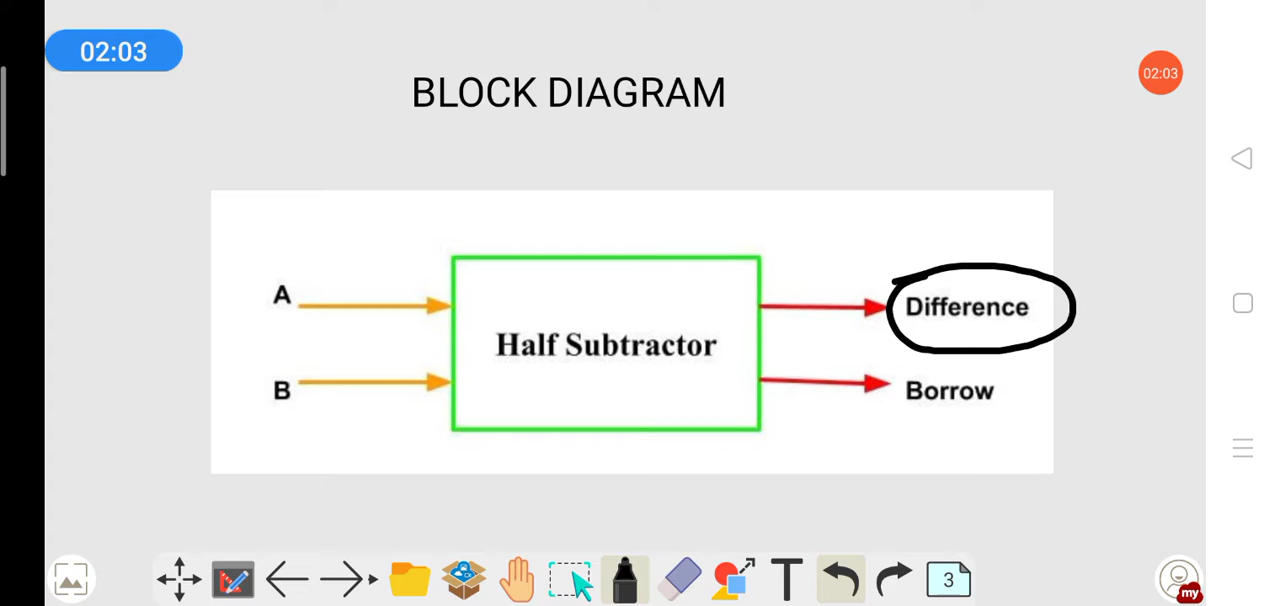 02:03
02:03
BLOCK DIAGRAM
A
Difference
Half Subtractor
B
Borrow
T
3
my